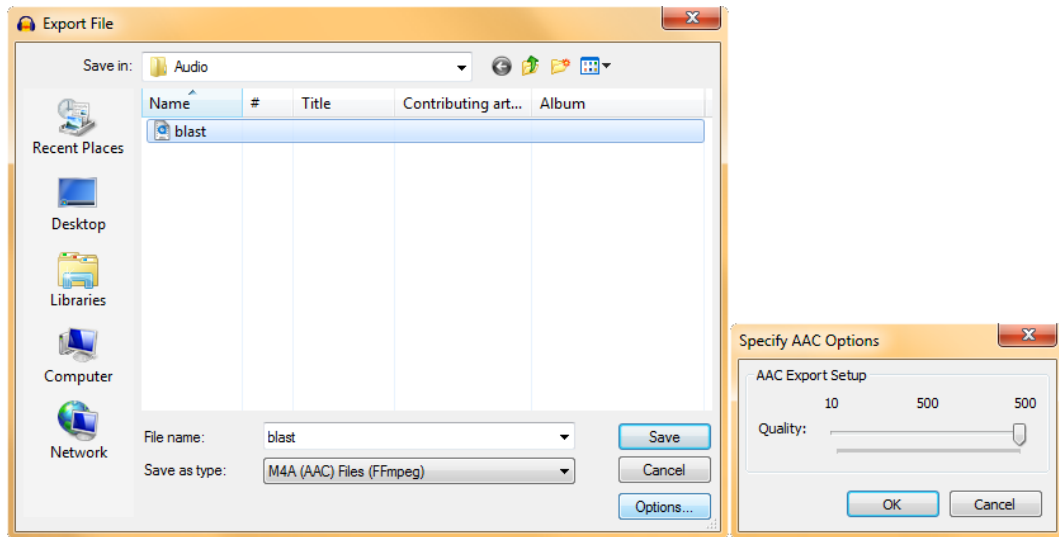 Export File
Save in: Audio
Name # Title Contributing art... Album
blast
Recent Places
Desktop
Libraries
Computer
Network
File name: blast Save
Save as type: M4A (AAC) Files (FFmpeg) Cancel
Options...
Specify AAC Options
AAC Export Setup
10 500 500
Quality:
OK Cancel